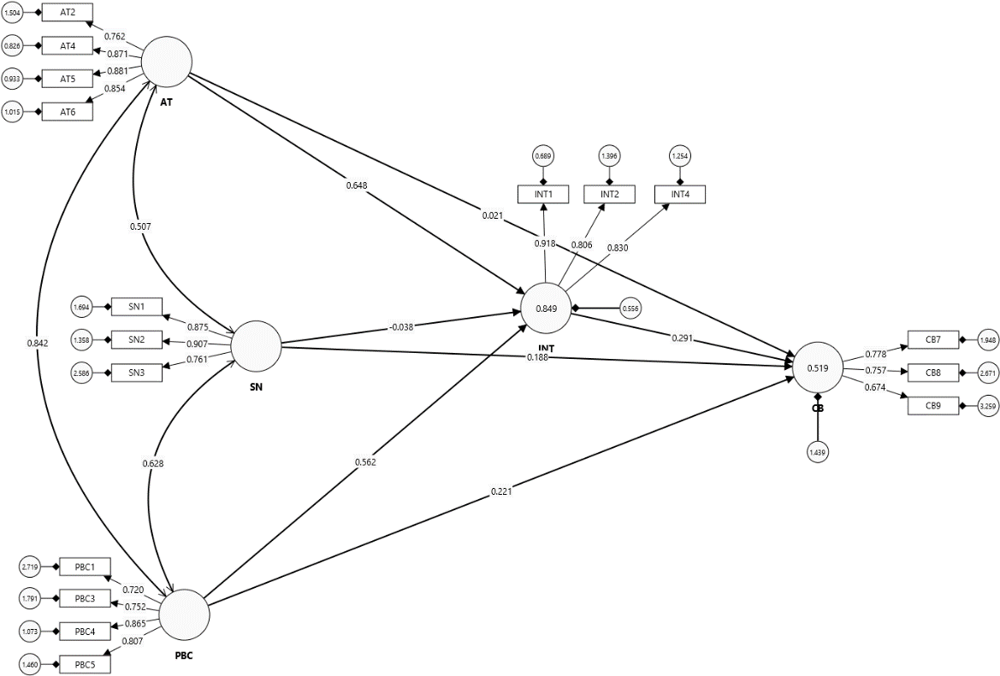 1.504 AT2
0.762
0.826 AT4
0.871
0.933 AT5
0.881
0.854
1.015 AT6
AT
0.689 1.396 1.254
INT1 INT2 INT4
0.648
0.021
0.507
0.918 0.806 0.830
1.694 SN1
0.875
1.358 SN2
0.907
0.761
2.586 SN3
SN
-0.038
0.849
0.556
INT
0.188
0.291
0.842
0.519
CB
1.439
0.778
CB7 1.948
0.757
CB8 2.671
0.674
CB9 3.259
0.628
0.562
0.221
2.719 PBC1
0.720
1.791 PBC3
0.752
0.865
1.073 PBC4
0.807
1.460 PBC5
PBC